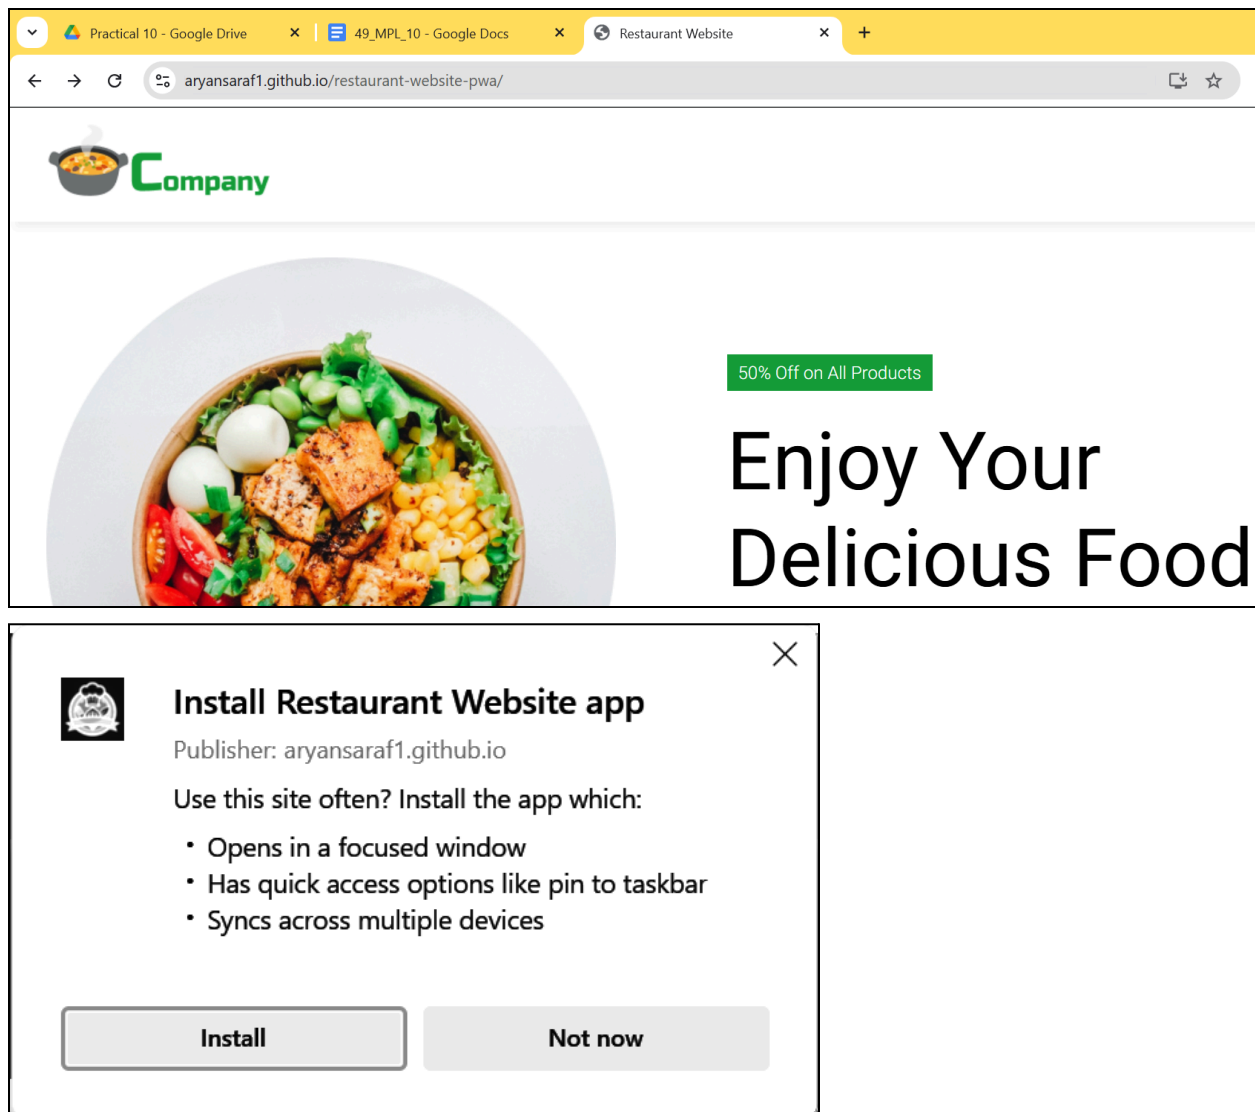 Practical 10 - Google Drive
49_MPL_10 - Google Docs
Restaurant Website
aryansaraf1.github.io/restaurant-website-pwa/
Company
50% Off on All Products
Enjoy Your
Delicious Food
Install Restaurant Website app
Publisher: aryansaraf1.github.io
Use this site often? Install the app which:
• Opens in a focused window
• Has quick access options like pin to taskbar
• Syncs across multiple devices
Install
Not now